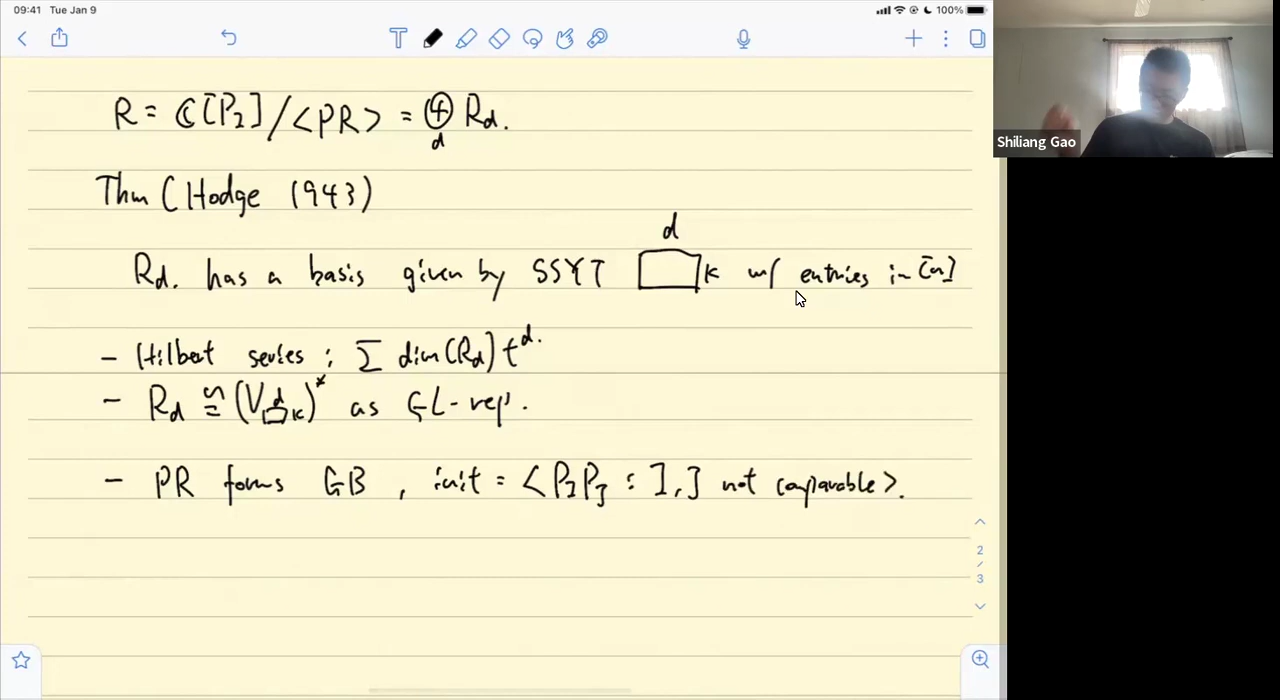 09:41 Tue Jan 9
100%
R = ℂ[P_I]/<PR> = ⊕_d R_d.
Thm (Hodge 1943)
d
R_d. has a basis given by SSYT k w/ entries in [n]
- Hilbert series : Σ dim(R_d) t^d.
- R_d ≅ (V_{d k})^* as GL-rep.
- PR forms GB, init = <P_I P_J : I, J not comparable>.
Shiliang Gao
2
/
3